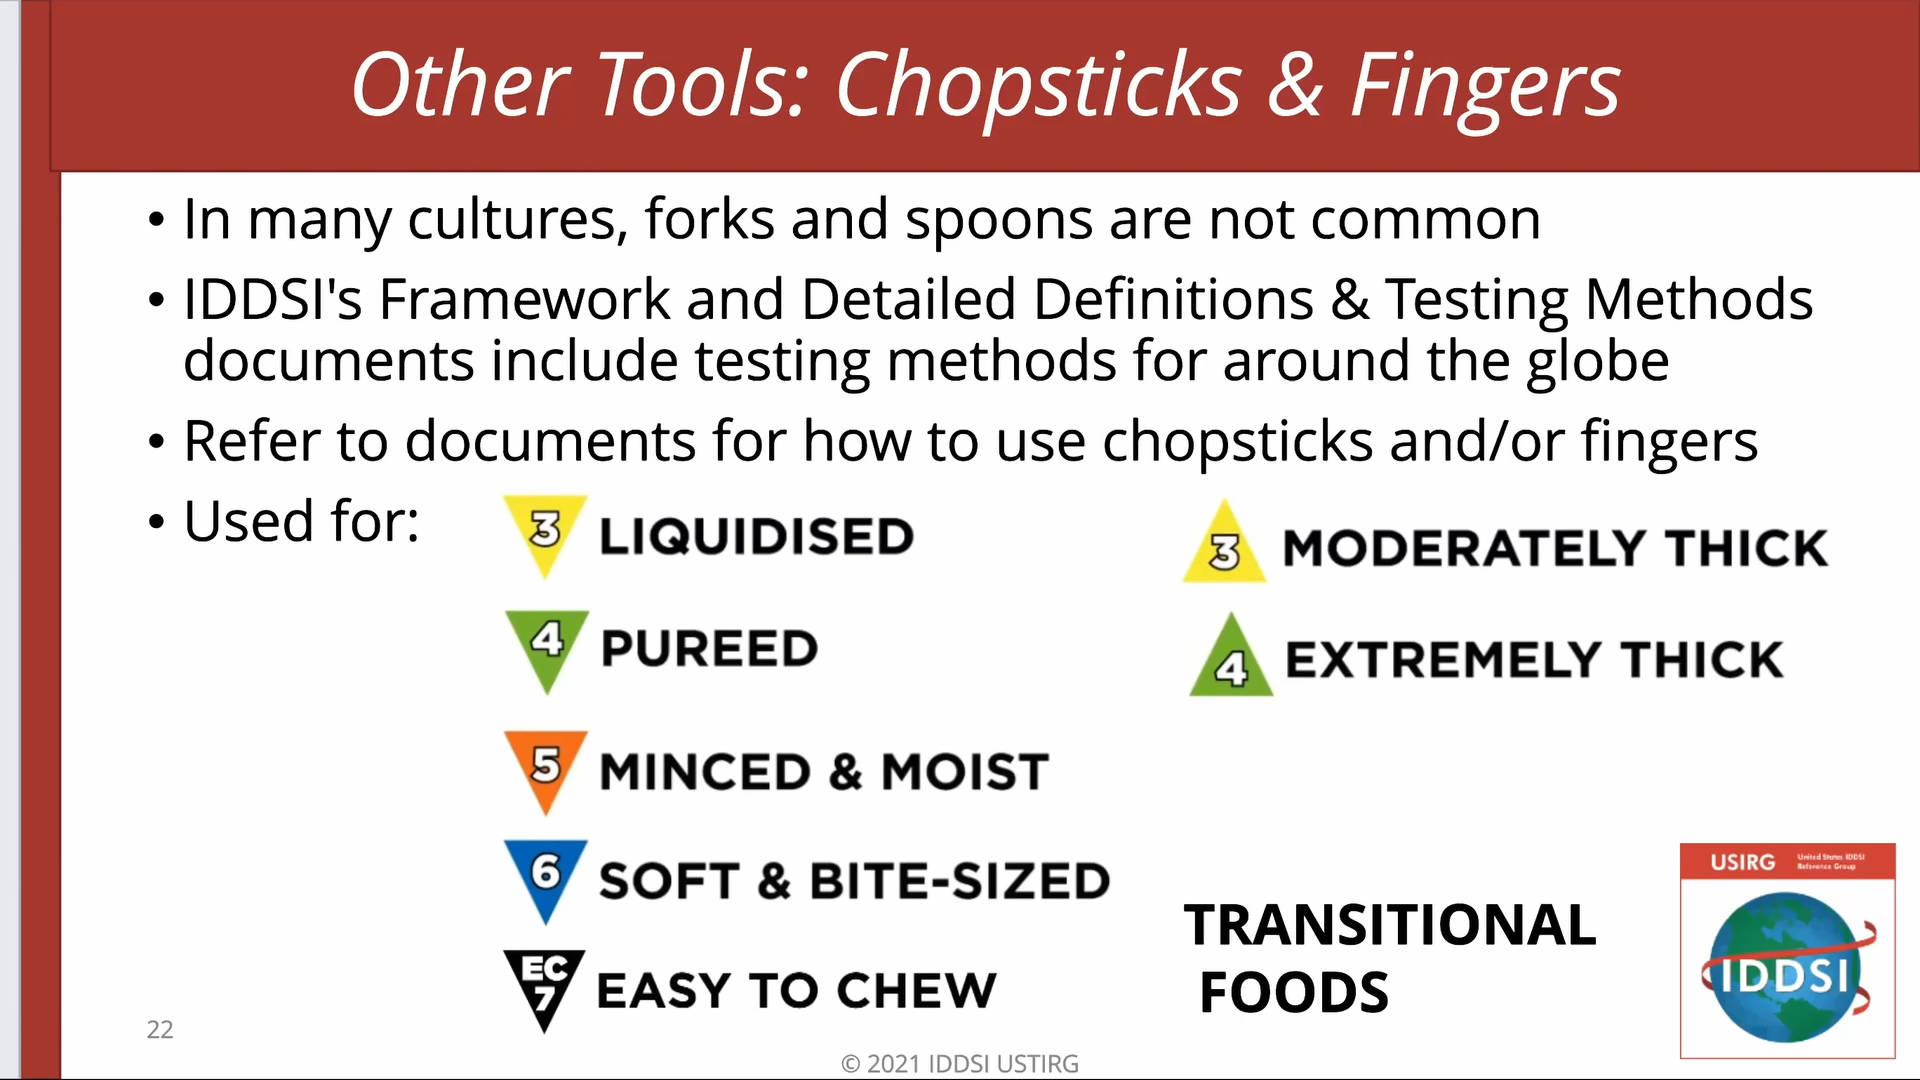 Other Tools: Chopsticks & Fingers
• In many cultures, forks and spoons are not common
• IDDSI's Framework and Detailed Definitions & Testing Methods
documents include testing methods for around the globe
• Refer to documents for how to use chopsticks and/or fingers
• Used for:
3 LIQUIDISED
4 PUREED
5 MINCED & MOIST
6 SOFT & BITE-SIZED
EC
7 EASY TO CHEW
3 MODERATELY THICK
4 EXTREMELY THICK
TRANSITIONAL
FOODS
USIRG
United States IDDSI
Reference Group
IDDSI
22
© 2021 IDDSI USTIRG